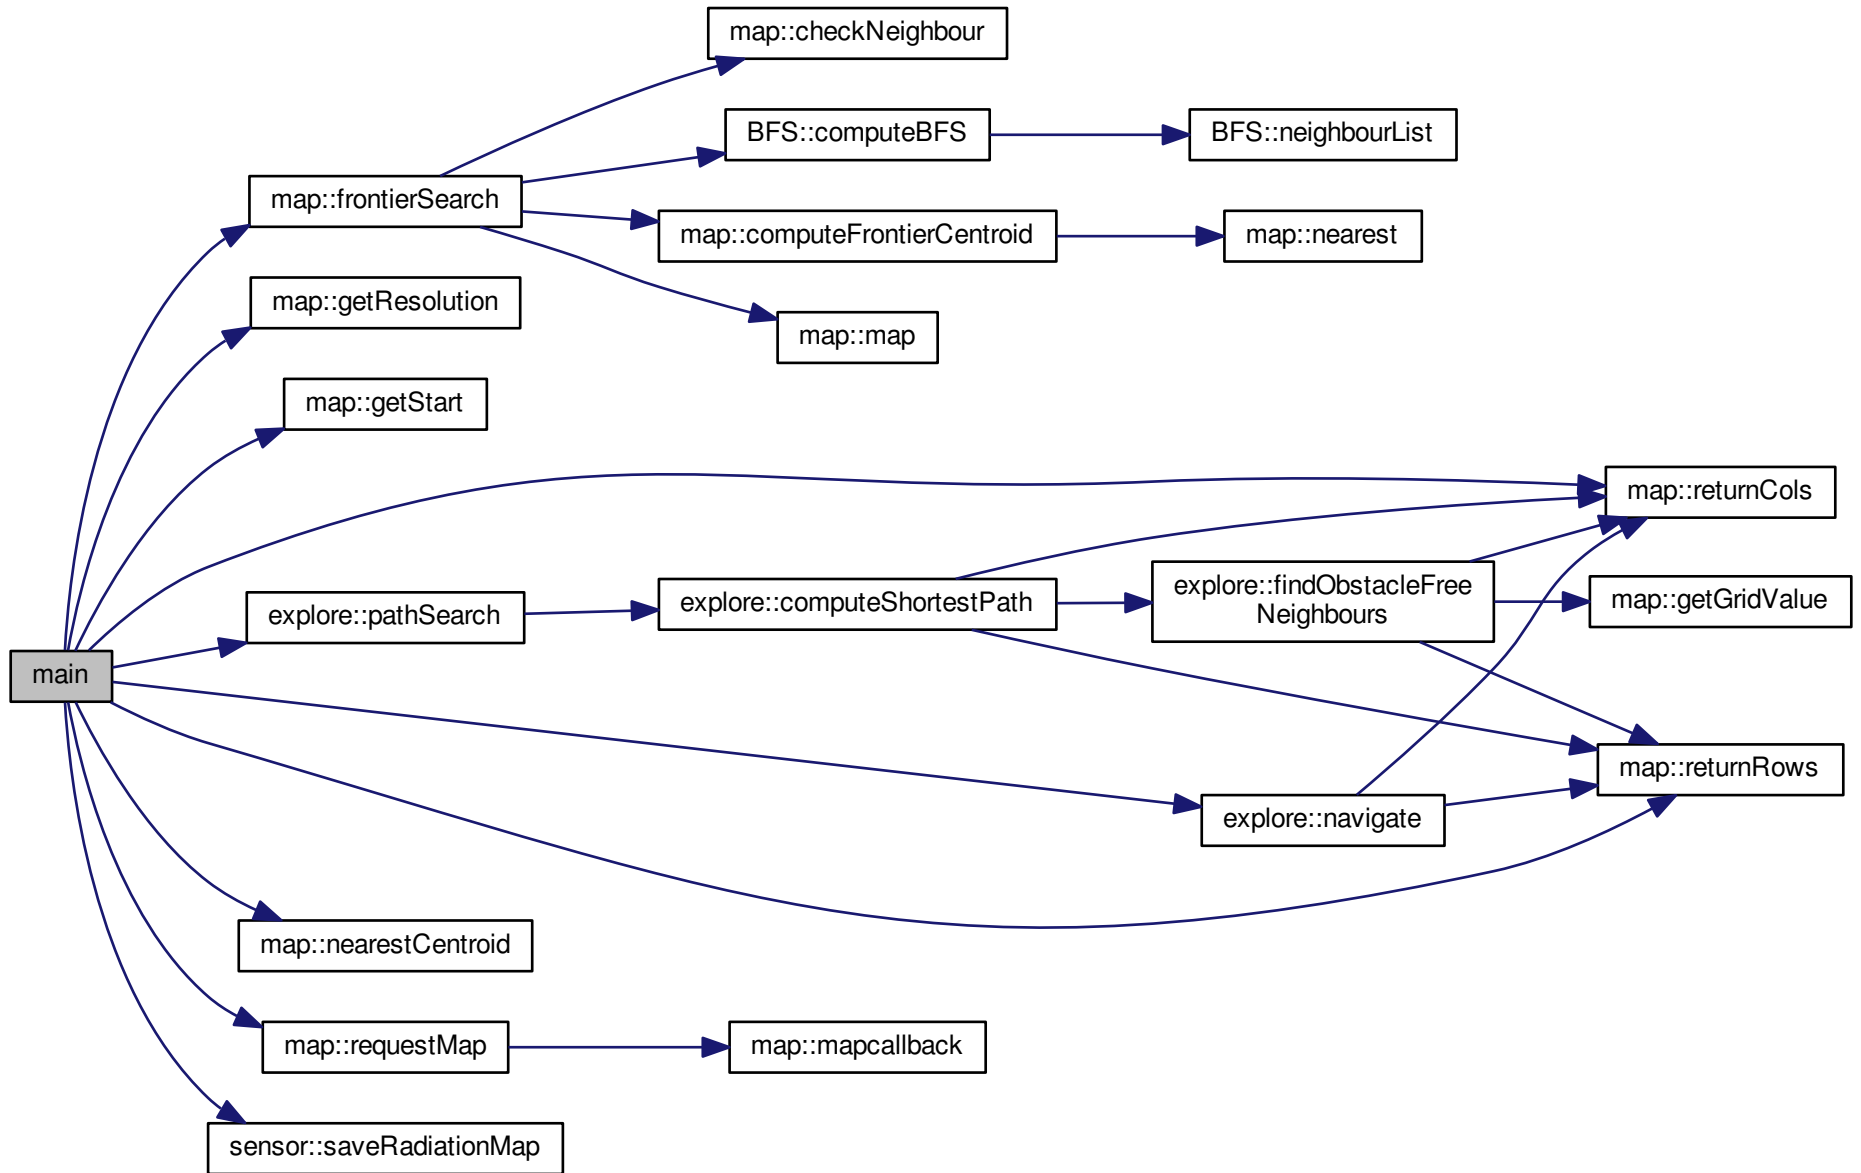 map::checkNeighbour
BFS::computeBFS
BFS::neighbourList
map::frontierSearch
map::computeFrontierCentroid
map::nearest
map::getResolution
map::map
map::getStart
map::returnCols
explore::pathSearch
explore::computeShortestPath
explore::findObstacleFree
Neighbours
map::getGridValue
main
map::returnRows
explore::navigate
map::nearestCentroid
map::requestMap
map::mapcallback
sensor::saveRadiationMap